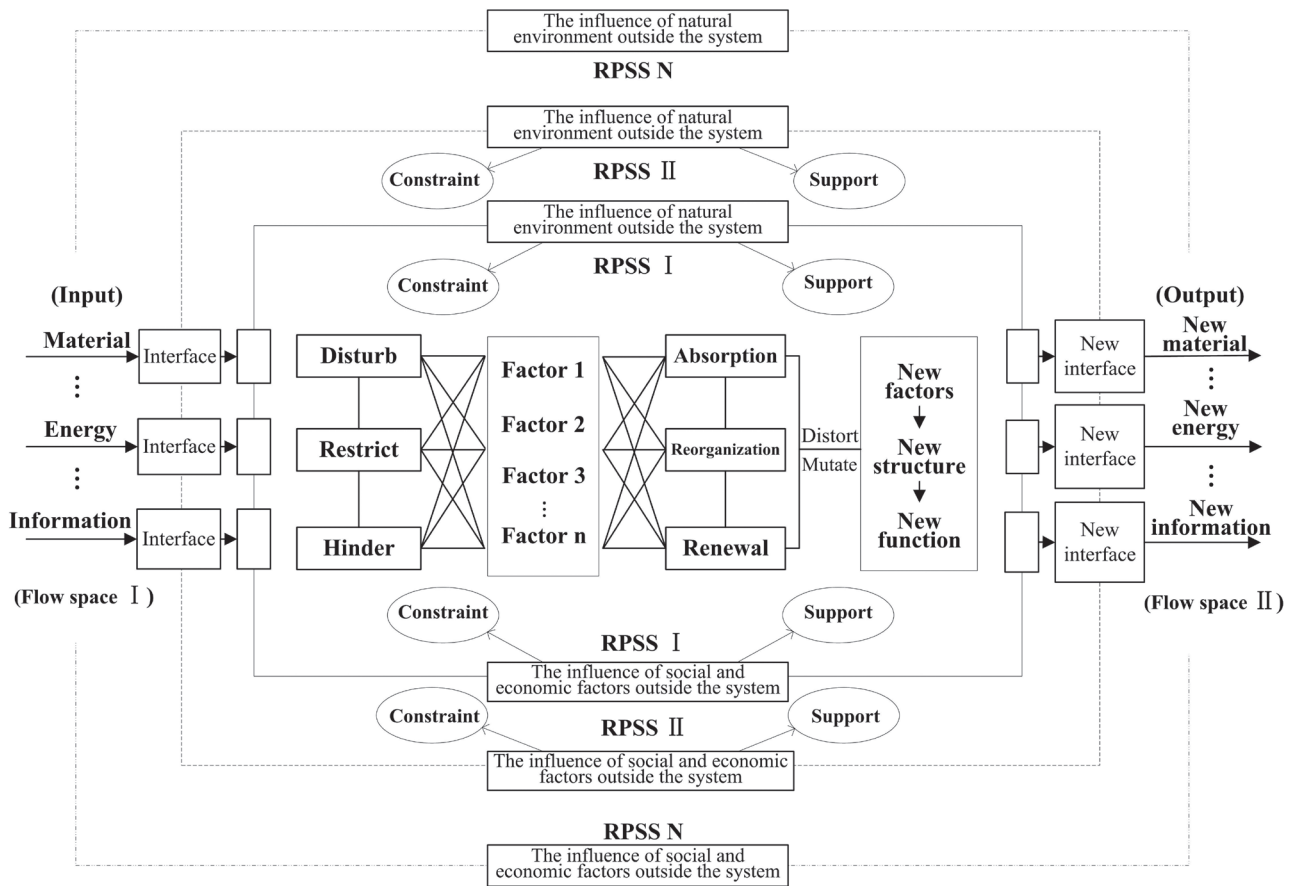 The influence of natural
environment outside the system
RPSS N
The influence of natural
environment outside the system
RPSS Ⅱ
Constraint
Support
The influence of natural
environment outside the system
RPSS Ⅰ
Constraint
Support
(Input)
(Output)
Material
Interface
Disturb
Factor 1
Absorption
New
factors
New
interface
New
material
⋮
⋮
Energy
Interface
Restrict
Factor 2
Factor 3
⋮
Reorganization
Distort
Mutate
New
structure
New
interface
New
energy
⋮
⋮
Information
Interface
Hinder
Factor n
Renewal
New
function
New
interface
New
information
(Flow space Ⅰ)
(Flow space Ⅱ)
Constraint
Support
RPSS Ⅰ
The influence of social and
economic factors outside the system
Constraint
Support
RPSS Ⅱ
The influence of social and economic
factors outside the system
RPSS N
The influence of social and
economic factors outside the system